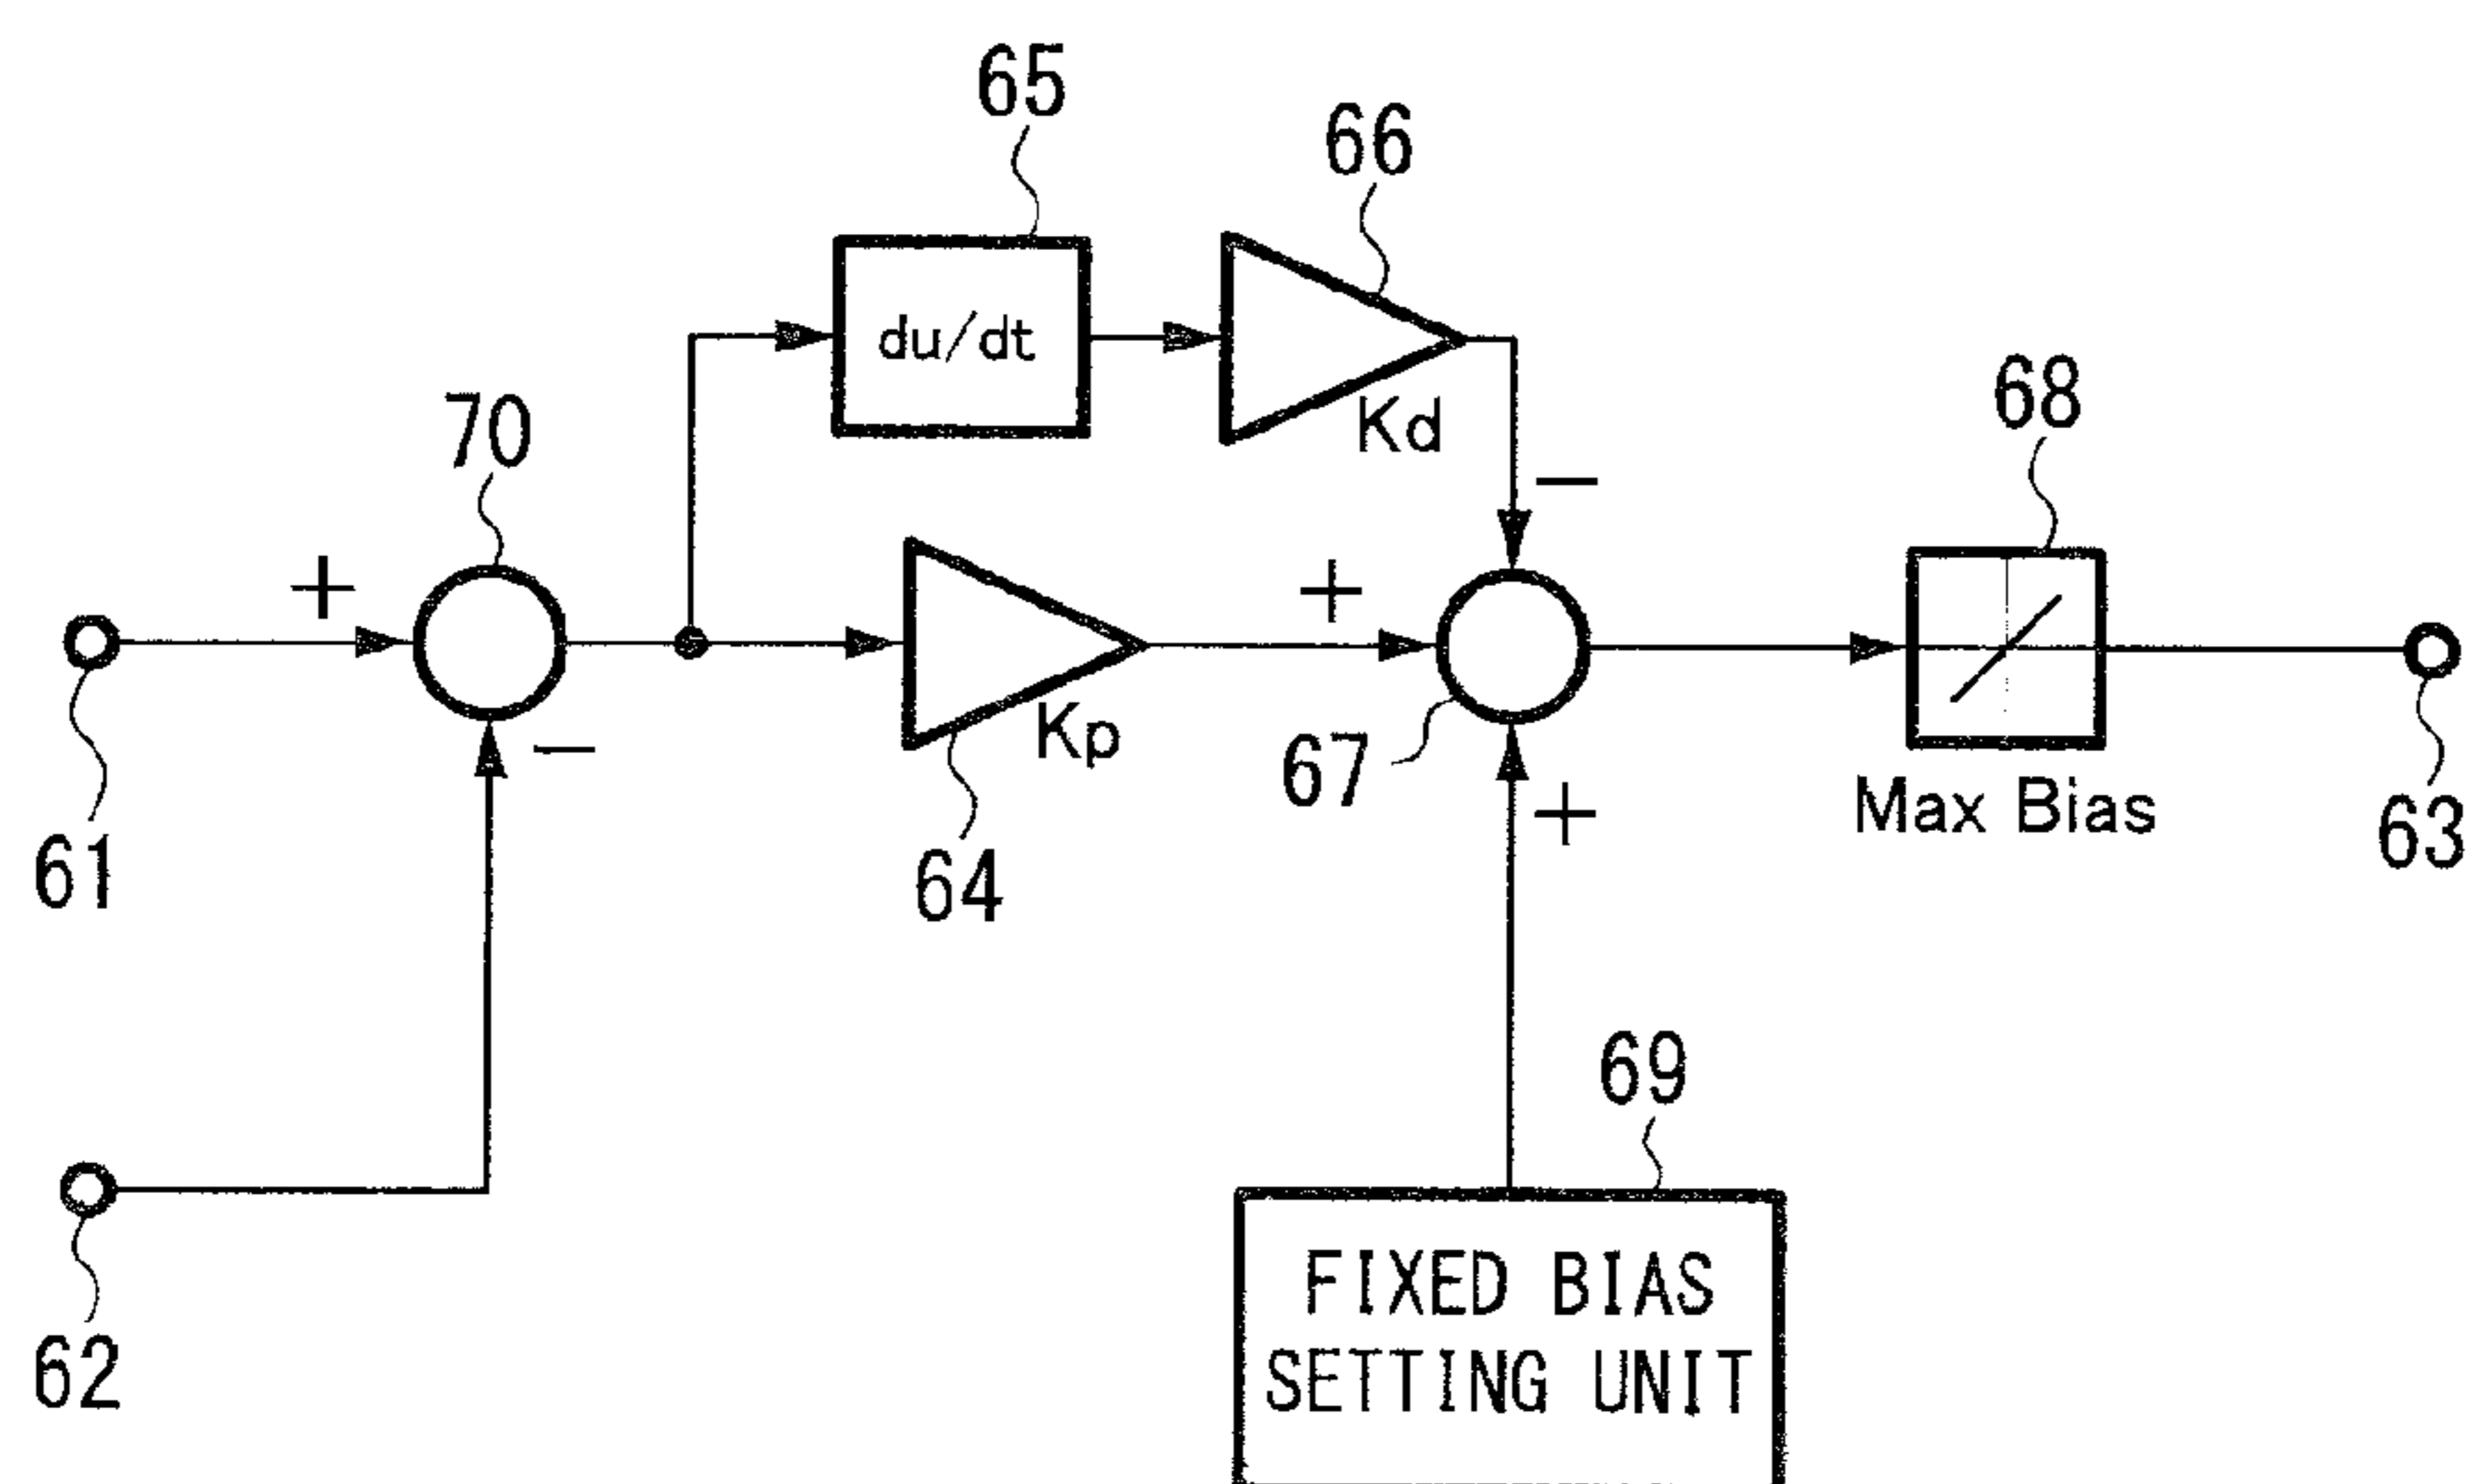 65
66
du/dt
Kd
70
68
+
−
+
Kp
−
67
+
Max Bias
61
64
63
69
62
FIXED BIAS
SETTING UNIT